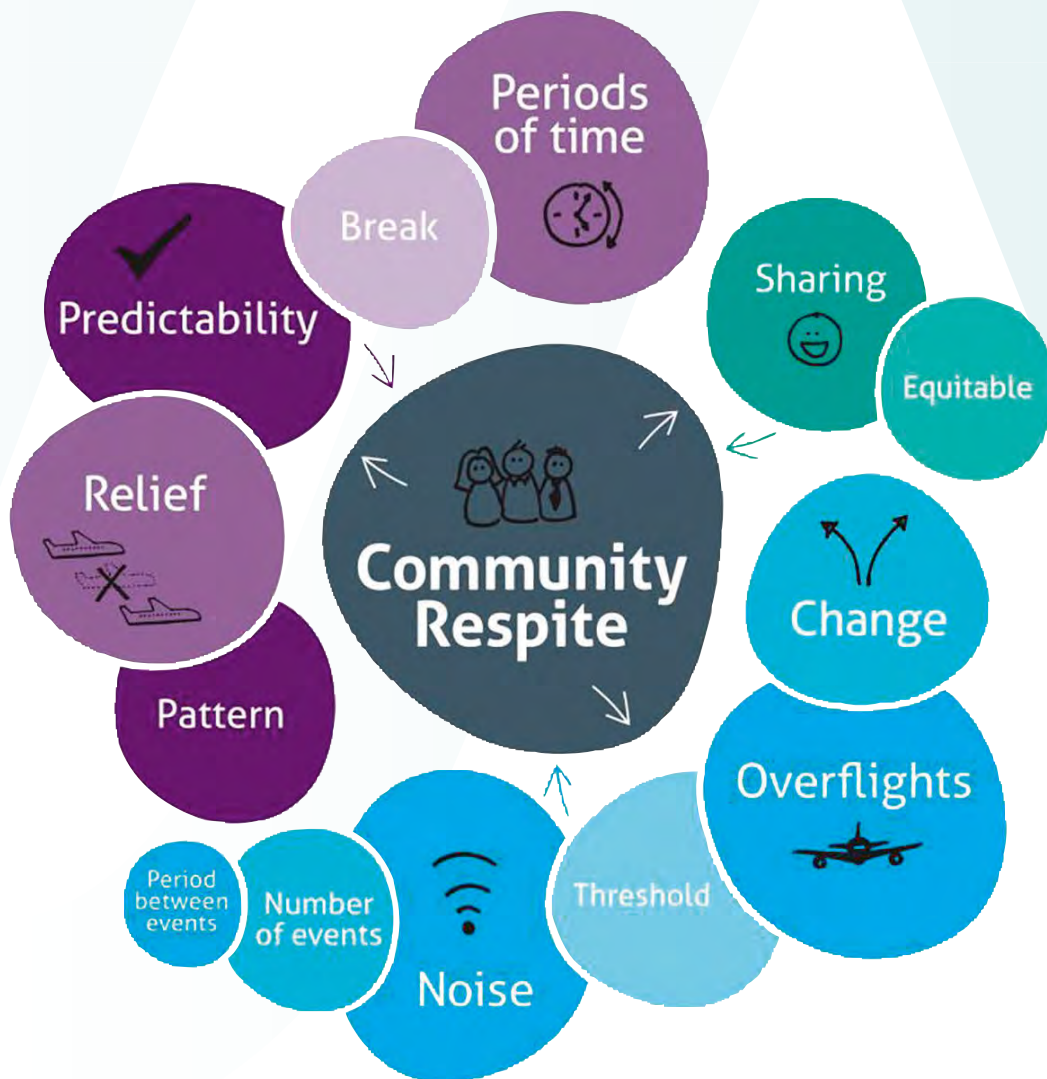 Periods
of time
Break
Predictability
Sharing
Equitable
Relief
Community
Respite
Change
Pattern
Overflights
Threshold
Period
between
events
Number
of events
Noise